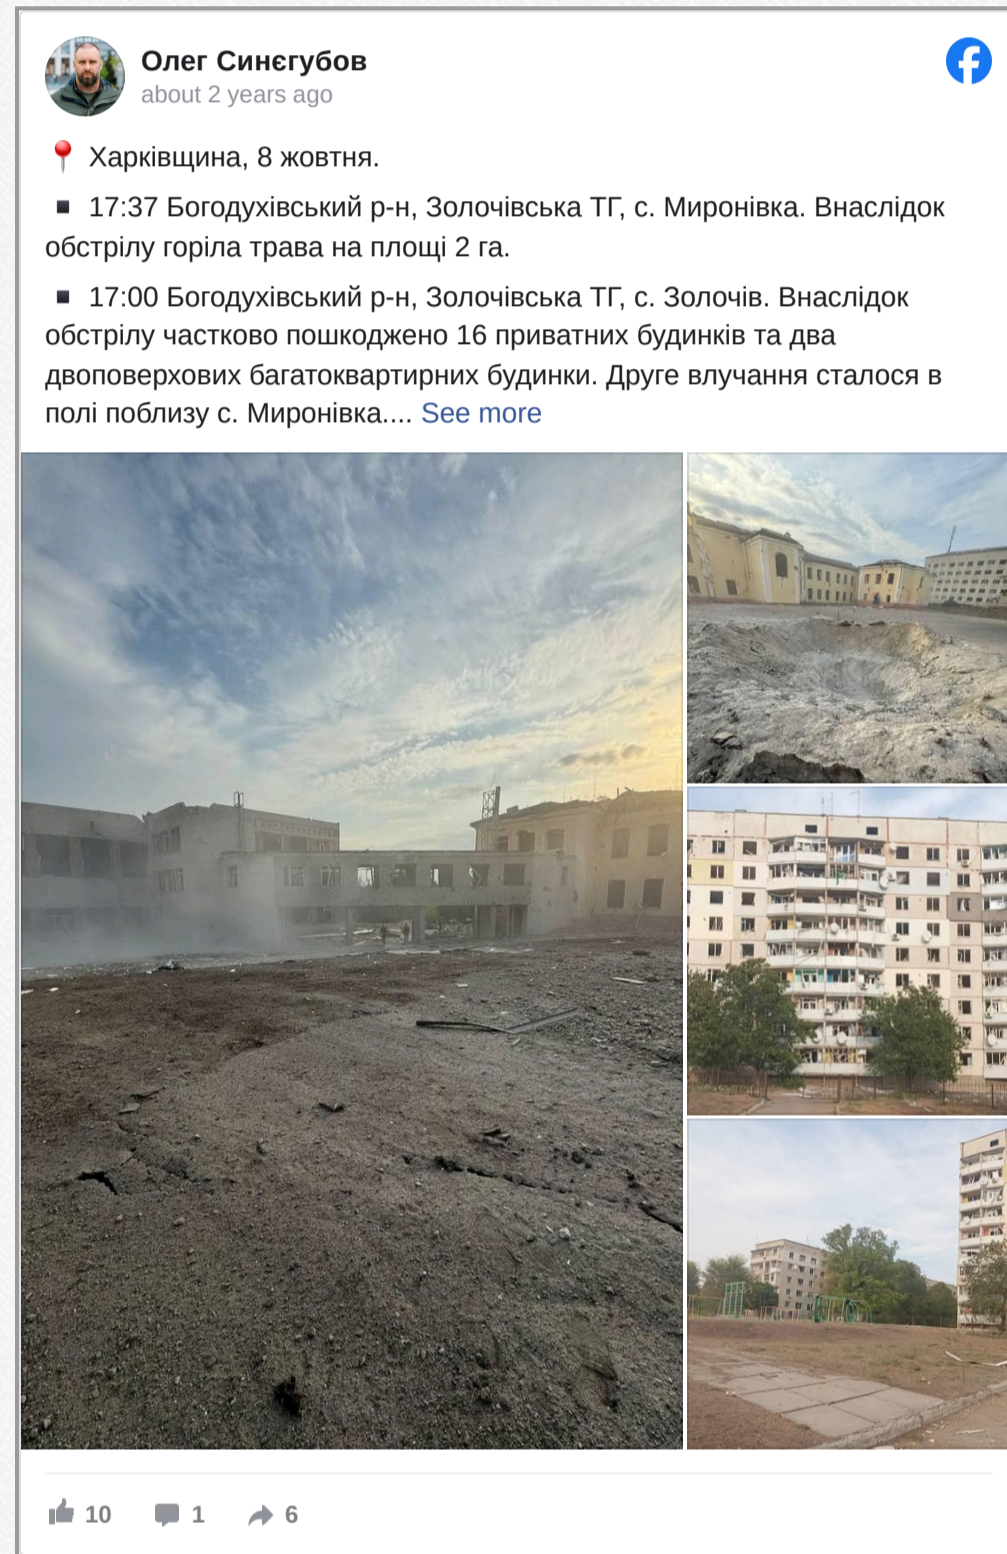 Олег Синєгубов
about 2 years ago
Харківщина, 8 жовтня.
17:37 Богодухівський р-н, Золочівська ТГ, с. Миронівка. Внаслідок
обстрілу горіла трава на площі 2 га.
17:00 Богодухівський р-н, Золочівська ТГ, с. Золочів. Внаслідок
обстрілу частково пошкоджено 16 приватних будинків та два
двоповерхових багатоквартирних будинки. Друге влучання сталося в
полі поблизу с. Миронівка.... See more
10 1 6